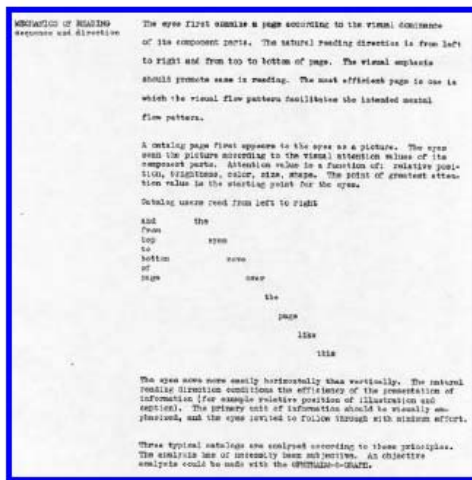 MECHANICS OF READING
sequence and direction
The eyes first examine a page according to the visual dominance
of its component parts. The natural reading direction is from left
to right and from top to bottom of page. The visual emphasis
should promote ease in reading. The most efficient page is one in
which the visual flow pattern facilitates the intended mental
flow pattern.
A catalog page first appears to the eyes as a picture. The eyes
scan the picture according to the visual attention values of its
component parts. Attention value is a function of: relative posi-
tion, brightness, color, size, shape. The point of greatest atten-
tion value is the starting point for the eyes.
Catalog users read from left to right
and the
from
top eyes
to
bottom move
of
page over
the
page
like
this
The eyes move more easily horizontally than vertically. The natural
reading direction conditions the efficiency of the presentation of
information (for example relative position of illustration and
caption). The primary unit of information should be visually em-
phasized, and the eyes invited to follow through with minimum effort.
Three typical catalogs are analyzed according to these principles.
The analysis has of necessity been subjective. An objective
analysis could be made with the